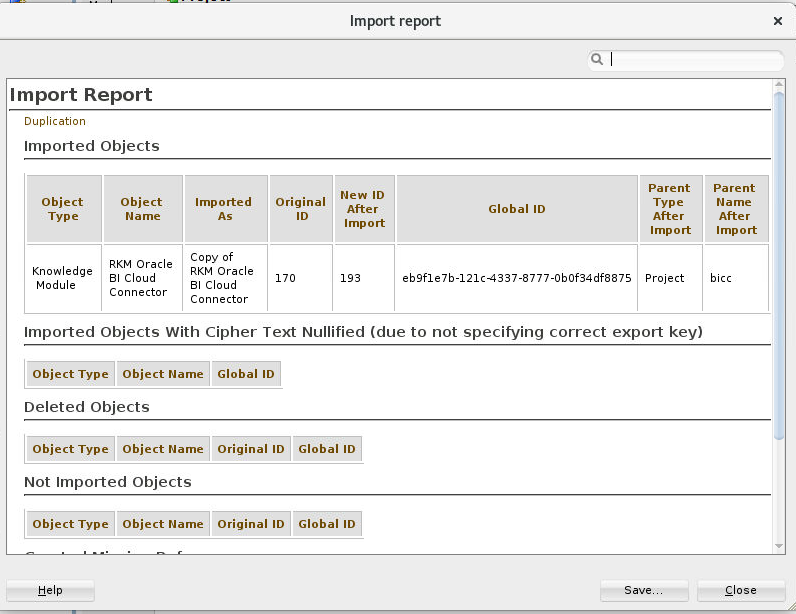 Import report
Import Report
Duplication
Imported Objects
Object Type Object Name Imported As Original ID New ID After Import Global ID Parent Type After Import Parent Name After Import
Knowledge Module RKM Oracle BI Cloud Connector Copy of RKM Oracle BI Cloud Connector 170 193 eb9f1e7b-121c-4337-8777-0b0f34df8875 Project bicc
Imported Objects With Cipher Text Nullified (due to not specifying correct export key)
Object Type Object Name Global ID
Deleted Objects
Object Type Object Name Original ID Global ID
Not Imported Objects
Object Type Object Name Original ID Global ID
Help Save... Close